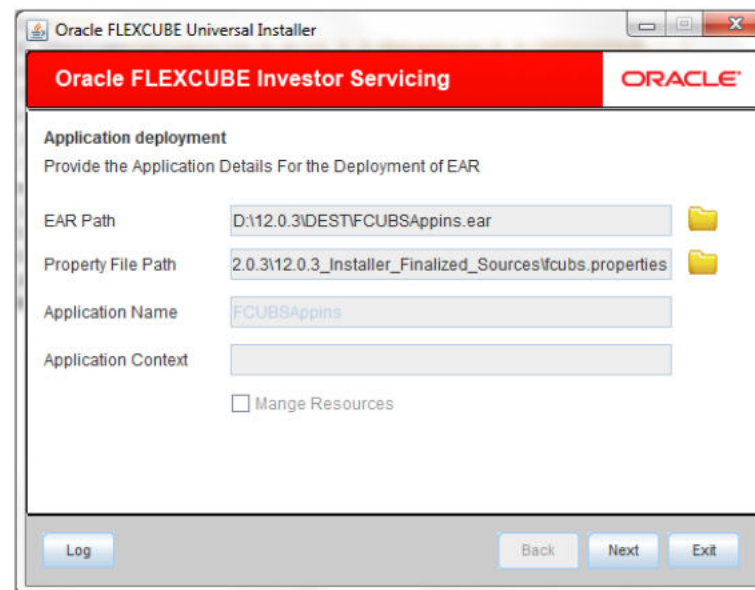 Oracle FLEXCUBE Universal Installer
Oracle FLEXCUBE Investor Servicing
ORACLE
Application deployment
Provide the Application Details For the Deployment of EAR
EAR Path D:\12.0.3\DEST\FCUBSAppins.ear
Property File Path 2.0.3\12.0.3_Installer_Finalized_Sources\fcubs.properties
Application Name FCUBSAppins
Application Context
Mange Resources
Log Back Next Exit